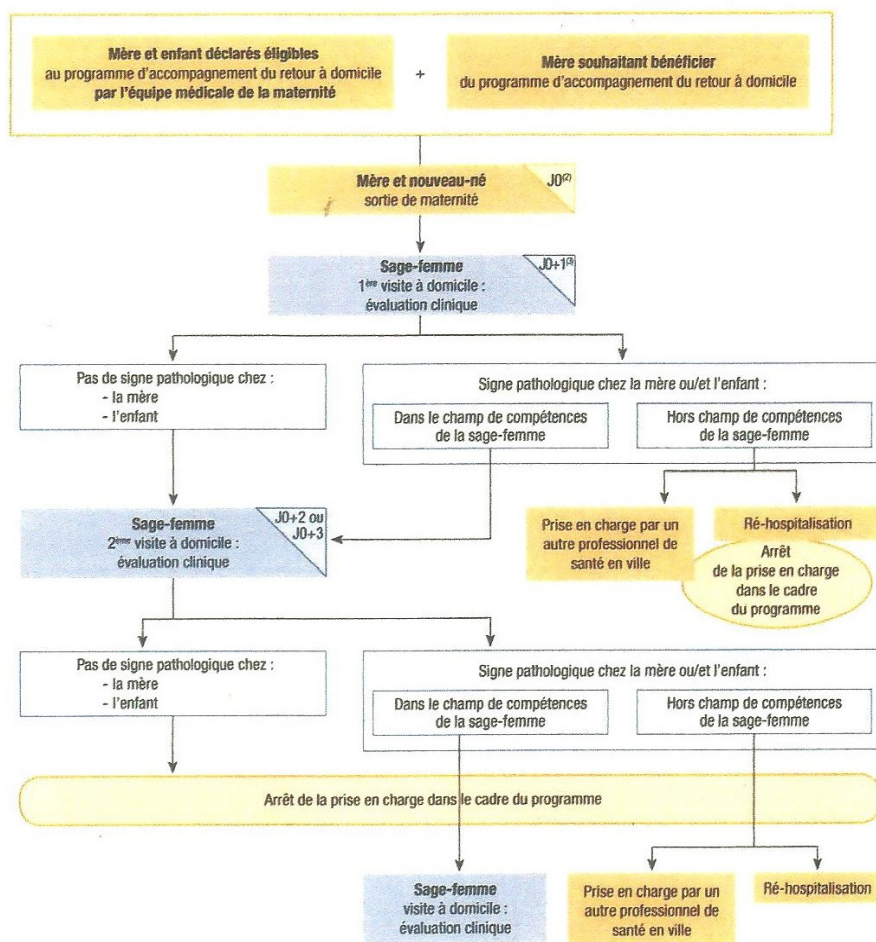 Mère et enfant déclarés éligibles
au programme d'accompagnement du retour à domicile
par l'équipe médicale de la maternité
+
Mère souhaitant bénéficier
du programme d'accompagnement du retour à domicile
Mère et nouveau-né
sortie de maternité
J0(2)
Sage-femme
1ère visite à domicile :
évaluation clinique
J0+1(3)
Pas de signe pathologique chez :
- la mère
- l'enfant
Signe pathologique chez la mère ou/et l'enfant :
Dans le champ de compétences
de la sage-femme
Hors champ de compétences
de la sage-femme
Sage-femme
2ème visite à domicile :
évaluation clinique
J0+2 ou
J0+3
Prise en charge par un
autre professionnel de
santé en ville
Ré-hospitalisation
Arrêt
de la prise en charge
dans le cadre
du programme
Pas de signe pathologique chez :
- la mère
- l'enfant
Signe pathologique chez la mère ou/et l'enfant :
Dans le champ de compétences
de la sage-femme
Hors champ de compétences
de la sage-femme
Arrêt de la prise en charge dans le cadre du programme
Sage-femme
visite à domicile :
évaluation clinique
Prise en charge par un
autre professionnel de
santé en ville
Ré-hospitalisation